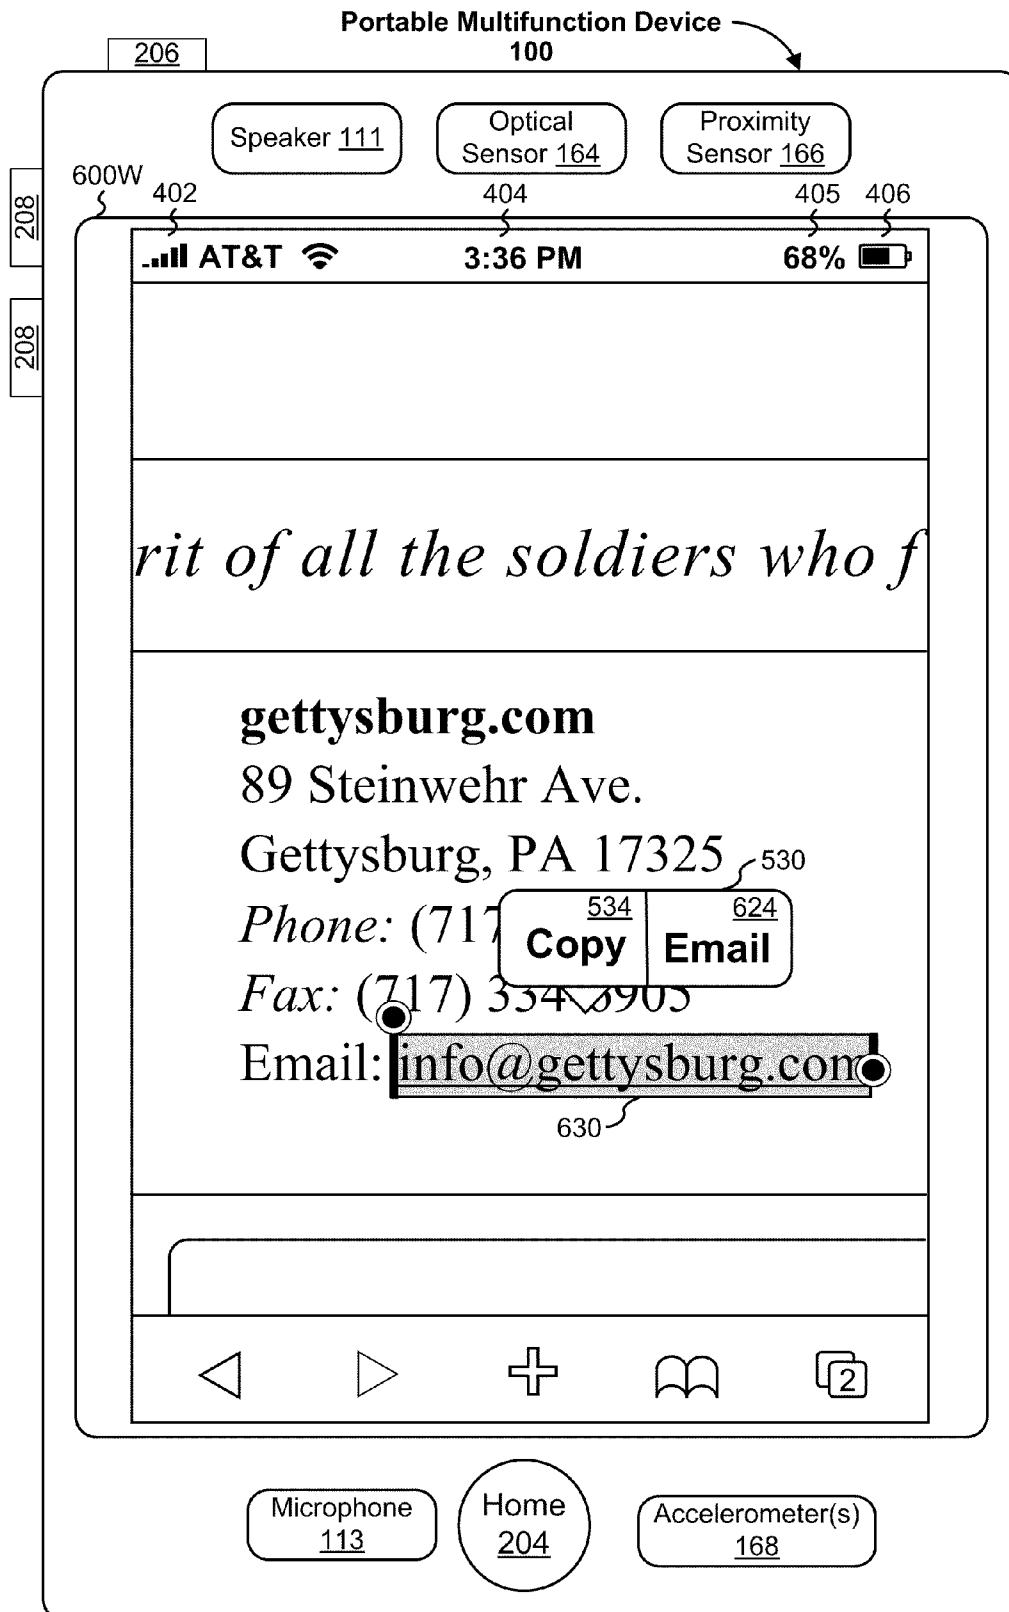 Portable Multifunction Device
100
206
Speaker 111
Optical
Sensor 164
Proximity
Sensor 166
208
208
600W
402
404
405
406
AT&T
3:36 PM
68%
rit of all the soldiers who f
gettysburg.com
89 Steinwehr Ave.
Gettysburg, PA 17325
530
534
624
Copy
Email
Phone: (717
Fax: (717) 334
Email: info@gettysburg.com
630
2
Microphone
113
Home
204
Accelerometer(s)
168